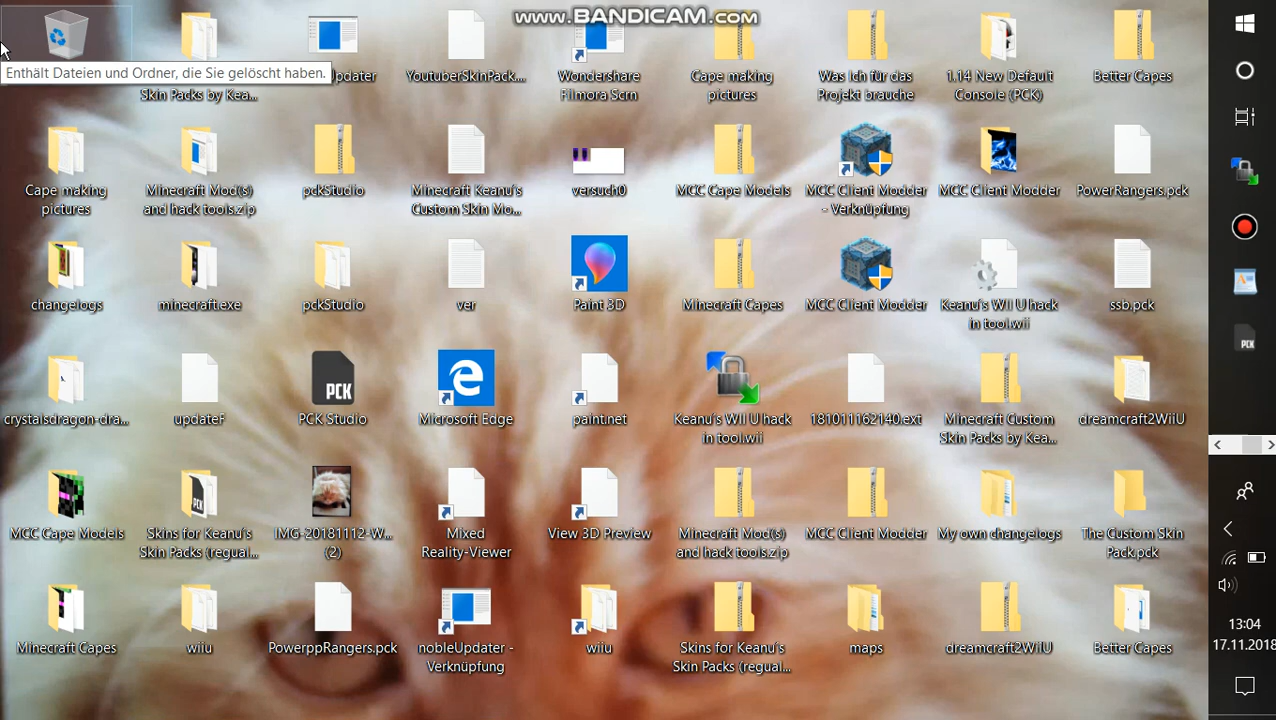 www.BANDICAM.com
Enthält Dateien und Ordner, die Sie gelöscht haben.
Skin Packs by Kea...
Updater
YoutuberSkinPack....
Wondershare
Filmora Scrn
Cape making
pictures
Was ich für das
Projekt brauche
1.14 New Default
Console (PCK)
Better Capes
Cape making
pictures
Minecraft Mod(s)
and hack tools.zip
pckStudio
Minecraft Keanu's
Custom Skin Mo...
versuch0
MCC Cape Models
MCC Client Modder
- Verknüpfung
MCC Client Modder
PowerRangers.pck
changelogs
minecraft.exe
pckStudio
ver
Paint 3D
Minecraft Capes
MCC Client Modder
Keanu's WII U hack
in tool.wii
ssb.pck
crystalsdragon-dra...
updateF
PCK
PCK Studio
Microsoft Edge
paint.net
Keanu's WII U hack
in tool.wii
181011162140.ext
Minecraft Custom
Skin Packs by Kea...
dreamcraft2WiiU
MCC Cape Models
PCK
Skins for Keanu's
Skin Packs (reguai...
IMG-20181112-W...
(2)
Mixed
Reality-Viewer
View 3D Preview
Minecraft Mod(s)
and hack tools.zip
MCC Client Modder
My own changelogs
The Custom Skin
Pack.pck
Minecraft Capes
wiiu
PowerppRangers.pck
nobleUpdater -
Verknüpfung
wiiu
Skins for Keanu's
Skin Packs (reguai...
maps
dreamcraft2WiiU
Better Capes
PCK
13:04
17.11.2018